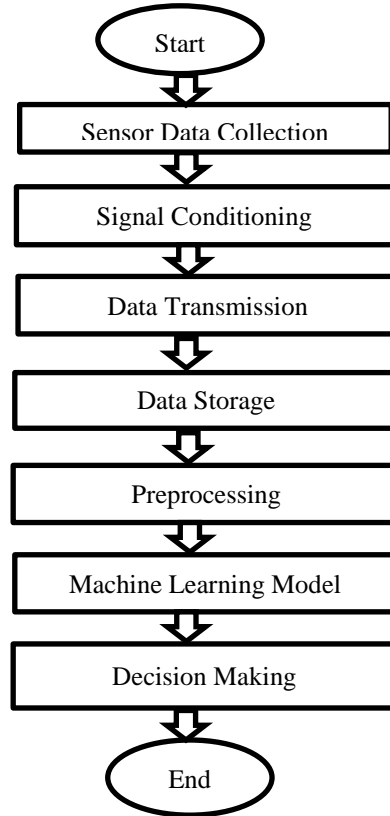 Start
Sensor Data Collection
Signal Conditioning
Data Transmission
Data Storage
Preprocessing
Machine Learning Model
Decision Making
End